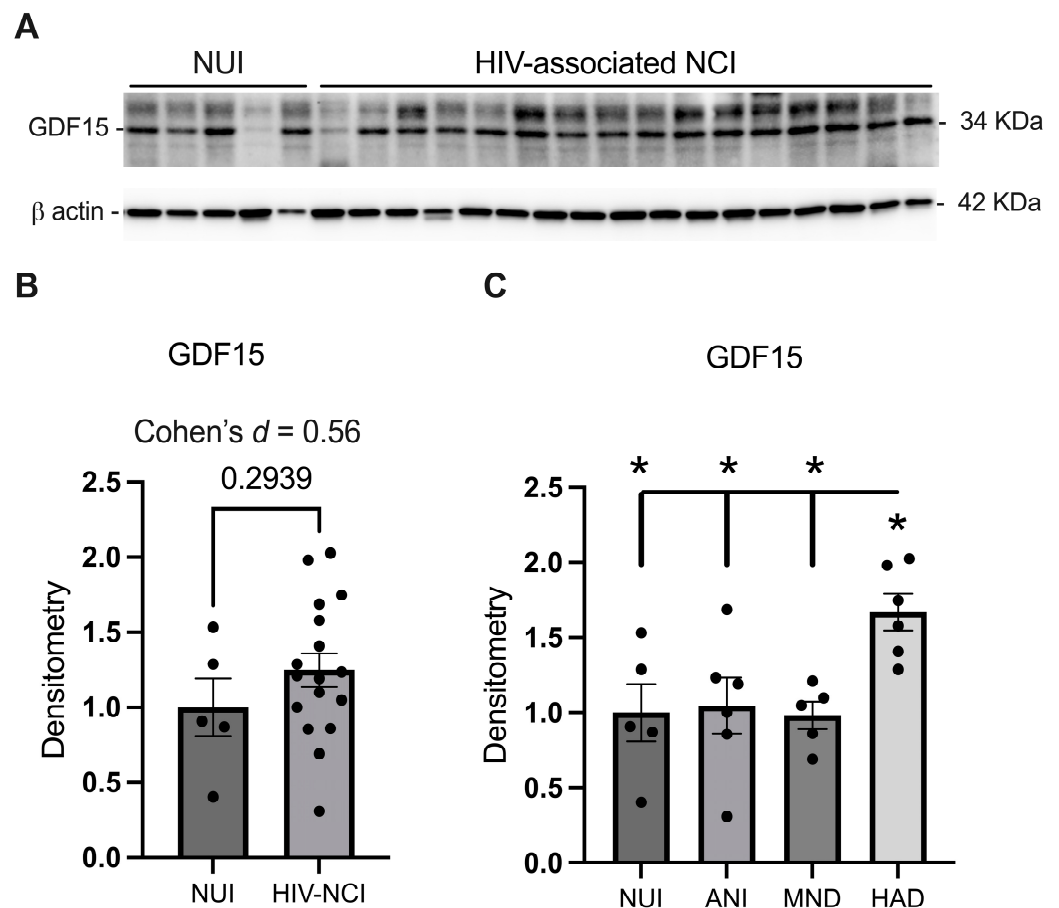 A
NUI
HIV-associated NCI
GDF15 -
- 34 KDa
β actin -
- 42 KDa
B
C
GDF15
GDF15
Cohen's d = 0.56
0.2939
2.5
2.0
1.5
1.0
0.5
0.0
Densitometry
NUI
HIV-NCI
* * *
*
2.5
2.0
1.5
1.0
0.5
0.0
Densitometry
NUI
ANI
MND
HAD